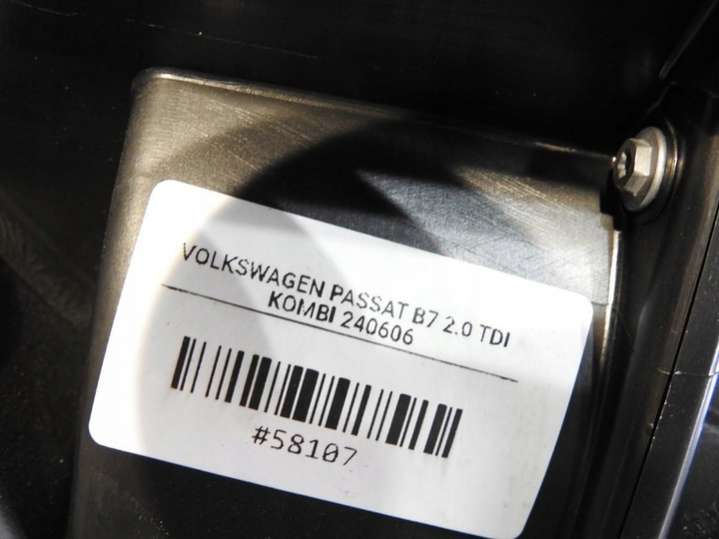 VOLKSWAGEN PASSAT B7 2.0 TDI
KOMBI 240606
#58107